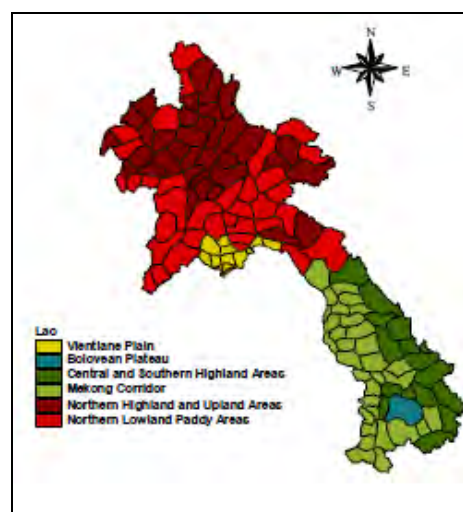 N
W E
S
Lao
Vientiane Plain
Bolovean Plateau
Central and Southern Highland Areas
Mekong Corridor
Northern Highland and Upland Areas
Northern Lowland Paddy Areas